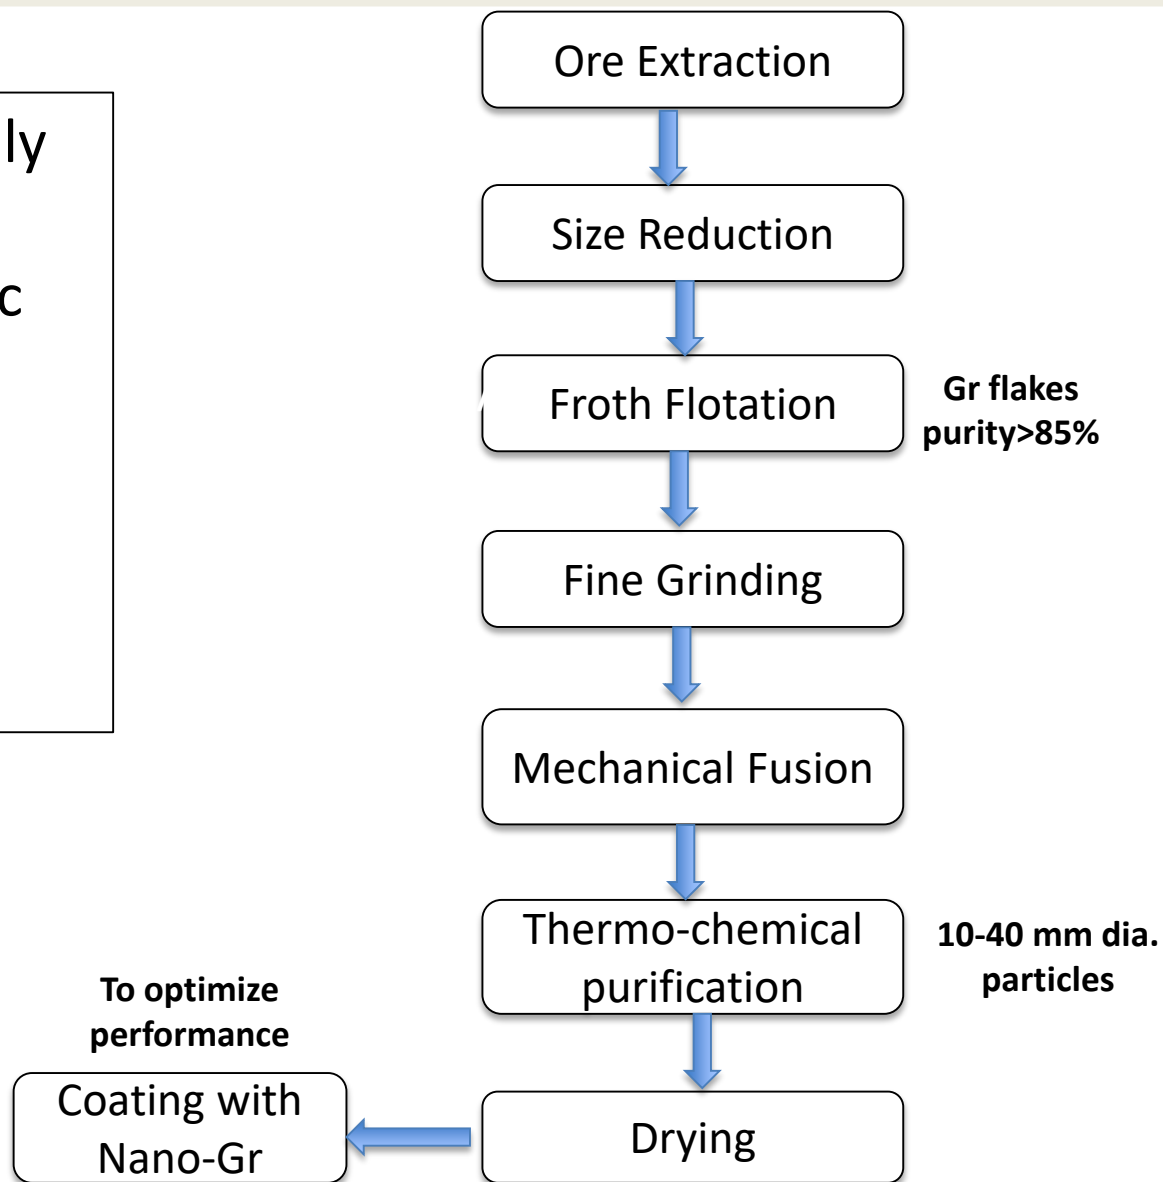 ly
c
Ore Extraction
Size Reduction
Froth Flotation
Gr flakes
purity>85%
Fine Grinding
Mechanical Fusion
Thermo-chemical
purification
10-40 mm dia.
particles
To optimize
performance
Coating with
Nano-Gr
Drying